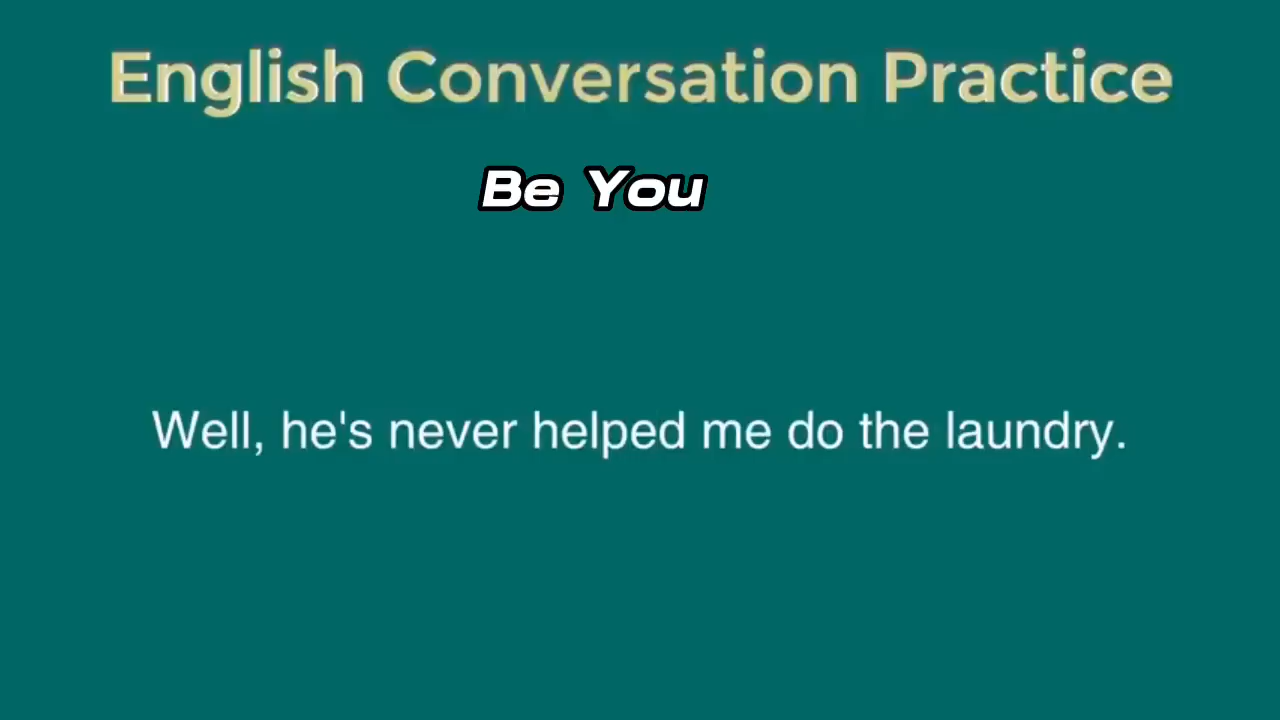 English Conversation Practice
Be You
Well, he's never helped me do the laundry.